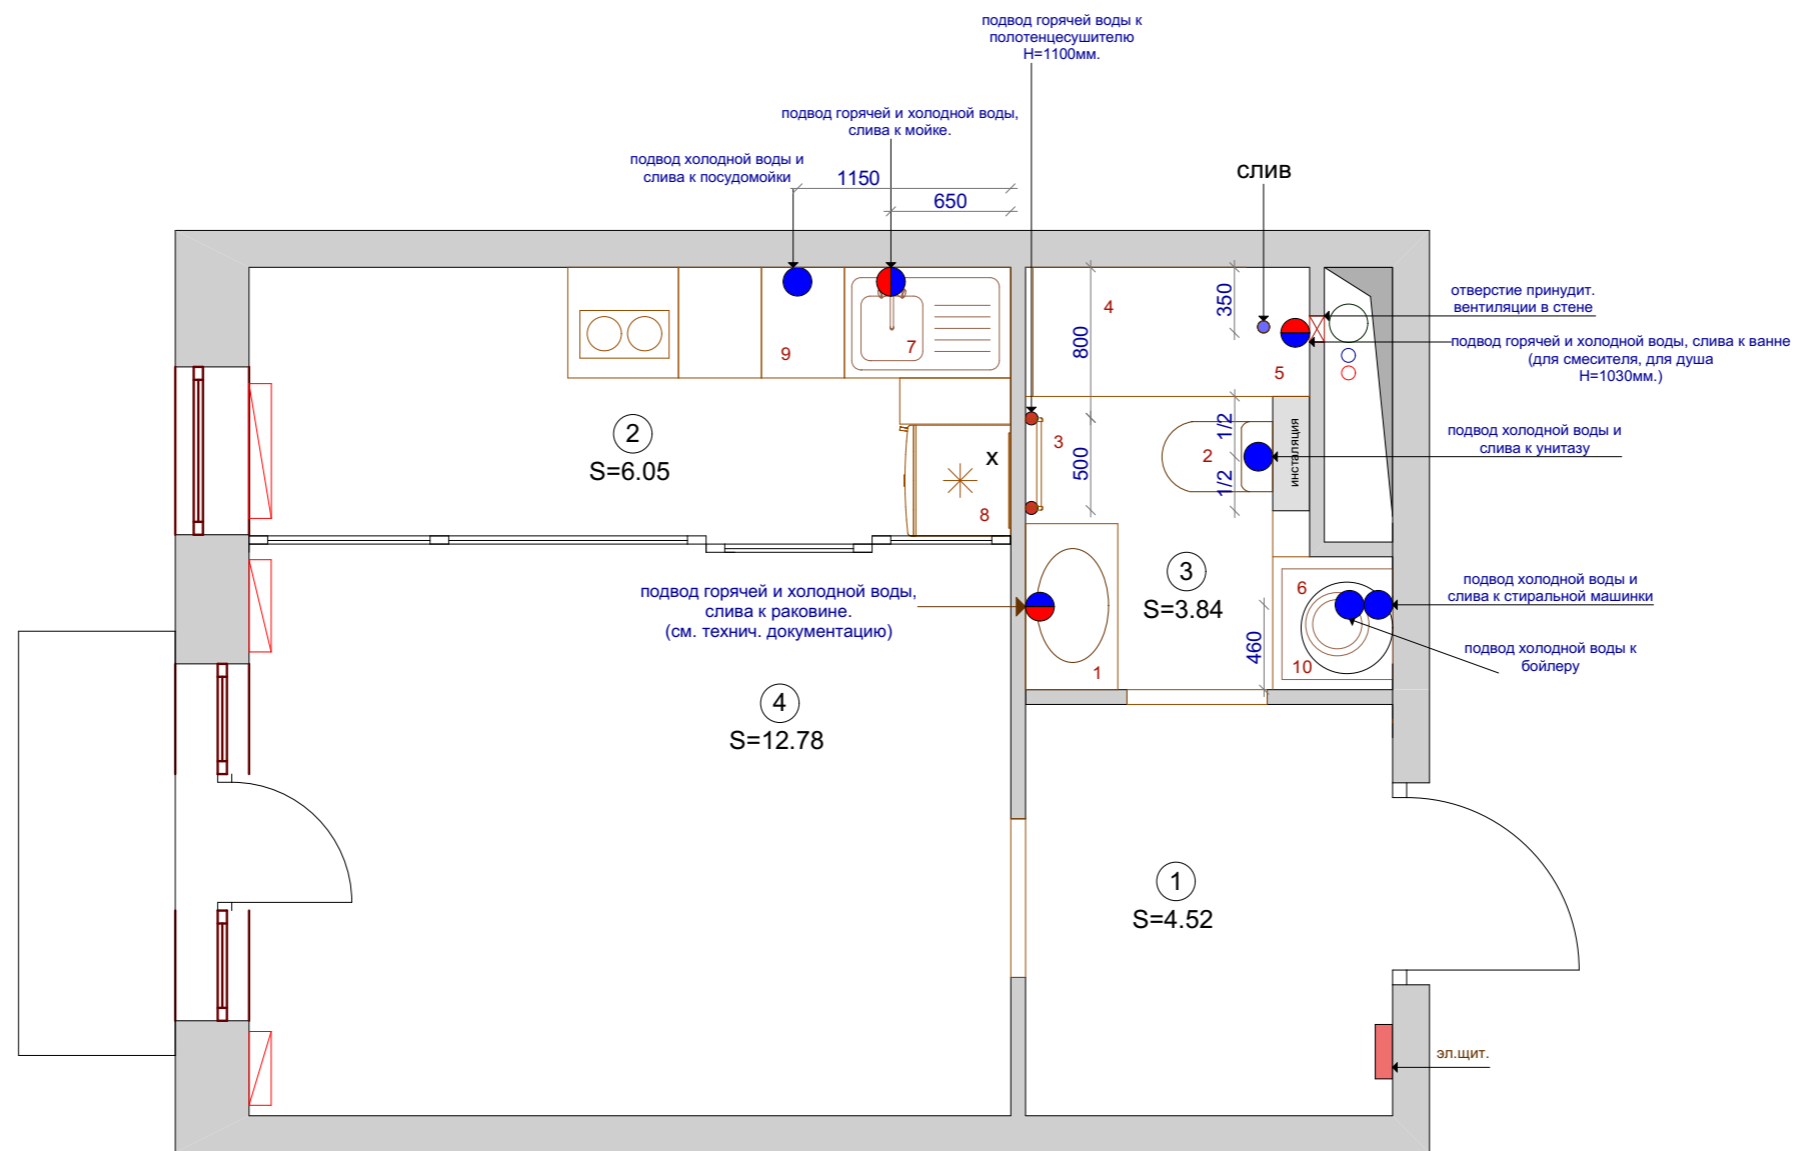 подвод горячей воды к
полотенцесушителю
H=1100мм.
подвод горячей и холодной воды,
слива к мойке.
подвод холодной воды и
слива к посудомойки
1150
650
слив
отверстие принудит.
вентиляции в стене
подвод горячей и холодной воды, слива к ванне
(для смесителя, для душа
H=1030мм.)
4
350
800
5
9
7
2
S=6.05
x
8
3
500
1/2
1/2
2
инсталяция
подвод холодной воды и
слива к унитазу
подвод горячей и холодной воды,
слива к раковине.
(см. технич. документацию)
3
S=3.84
460
1
6
10
подвод холодной воды и
слива к стиральной машинки
подвод холодной воды к
бойлеру
4
S=12.78
1
S=4.52
эл.щит.